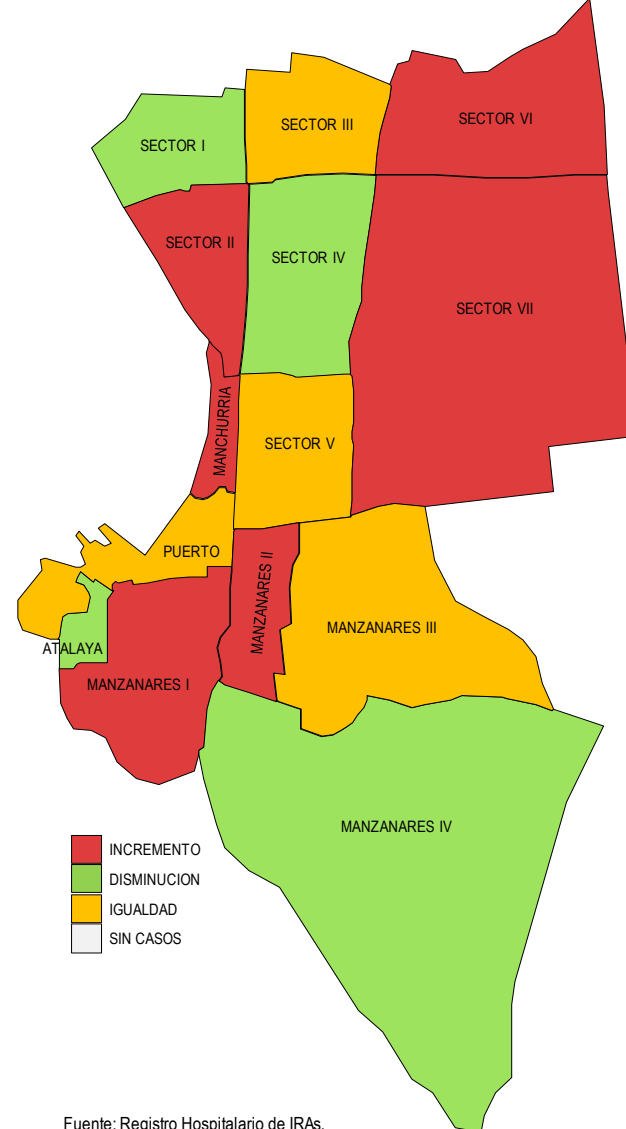 SECTOR III
SECTOR VI
SECTOR I
SECTOR II
SECTOR IV
SECTOR VII
MANCHURRIA
SECTOR V
PUERTO
MANZANARES II
MANZANARES III
ATALAYA
MANZANARES I
MANZANARES IV
INCREMENTO
DISMINUCION
IGUALDAD
SIN CASOS
Fuente: Registro Hospitalario de IRAs.